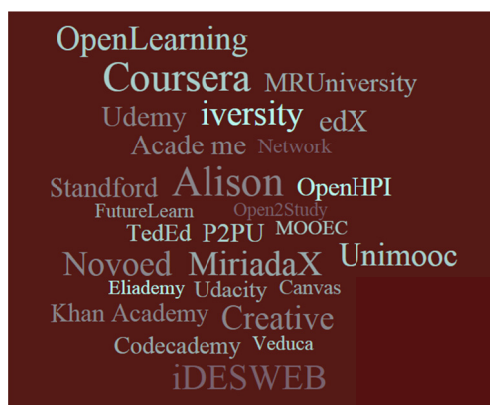 OpenLearning
Coursera MRUniversity
Udemy iversity edX
Acade me Network
Standford Alison OpenHPI
FutureLearn Open2Study
TedEd P2PU MOOEC
Novoed MiriadaX Unimooc
Eliademy Udacity Canvas
Khan Academy Creative
Codecademy Veduca
iDESWEB